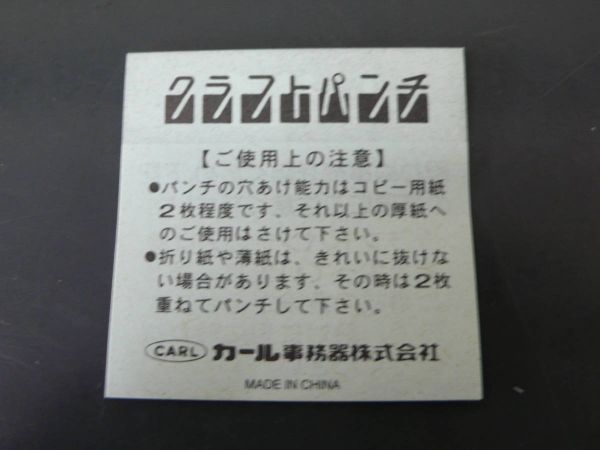 クラフトパンチ
【ご使用上の注意】
●パンチの穴あけ能力はコピー用紙
2枚程度です、それ以上の厚紙へ
のご使用はさけて下さい。
●折り紙や薄紙は、きれいに抜けな
い場合があります、その時は2枚
重ねてパンチして下さい。
CARL カール事務器株式会社
MADE IN CHINA